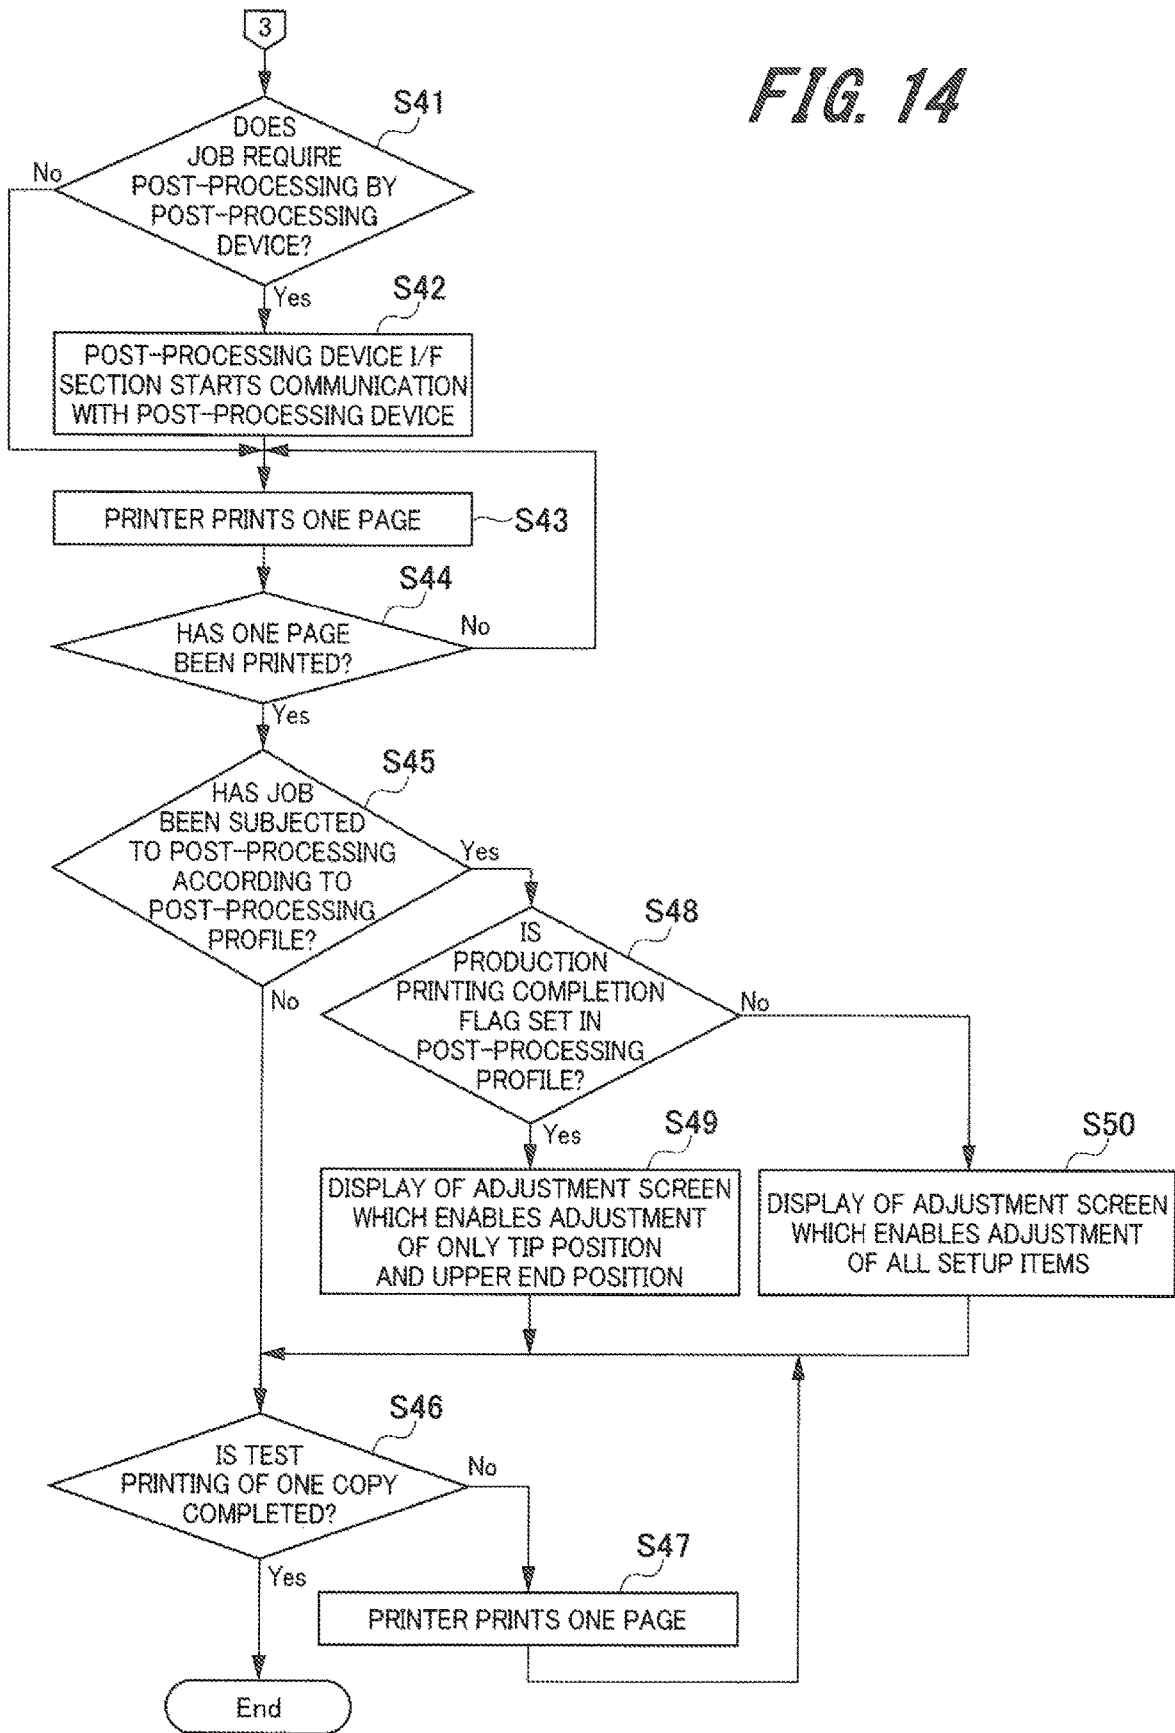 3
FIG. 14
S41
DOES
JOB REQUIRE
POST-PROCESSING BY
POST-PROCESSING
DEVICE?
No
Yes
S42
POST-PROCESSING DEVICE I/F
SECTION STARTS COMMUNICATION
WITH POST-PROCESSING DEVICE
PRINTER PRINTS ONE PAGE
S43
S44
HAS ONE PAGE
BEEN PRINTED?
No
Yes
S45
HAS JOB
BEEN SUBJECTED
TO POST-PROCESSING
ACCORDING TO
POST-PROCESSING
PROFILE?
Yes
No
S48
IS
PRODUCTION
PRINTING COMPLETION
FLAG SET IN
POST-PROCESSING
PROFILE?
No
Yes
S49
DISPLAY OF ADJUSTMENT SCREEN
WHICH ENABLES ADJUSTMENT
OF ONLY TIP POSITION
AND UPPER END POSITION
S50
DISPLAY OF ADJUSTMENT SCREEN
WHICH ENABLES ADJUSTMENT
OF ALL SETUP ITEMS
S46
IS TEST
PRINTING OF ONE COPY
COMPLETED?
No
Yes
S47
PRINTER PRINTS ONE PAGE
End